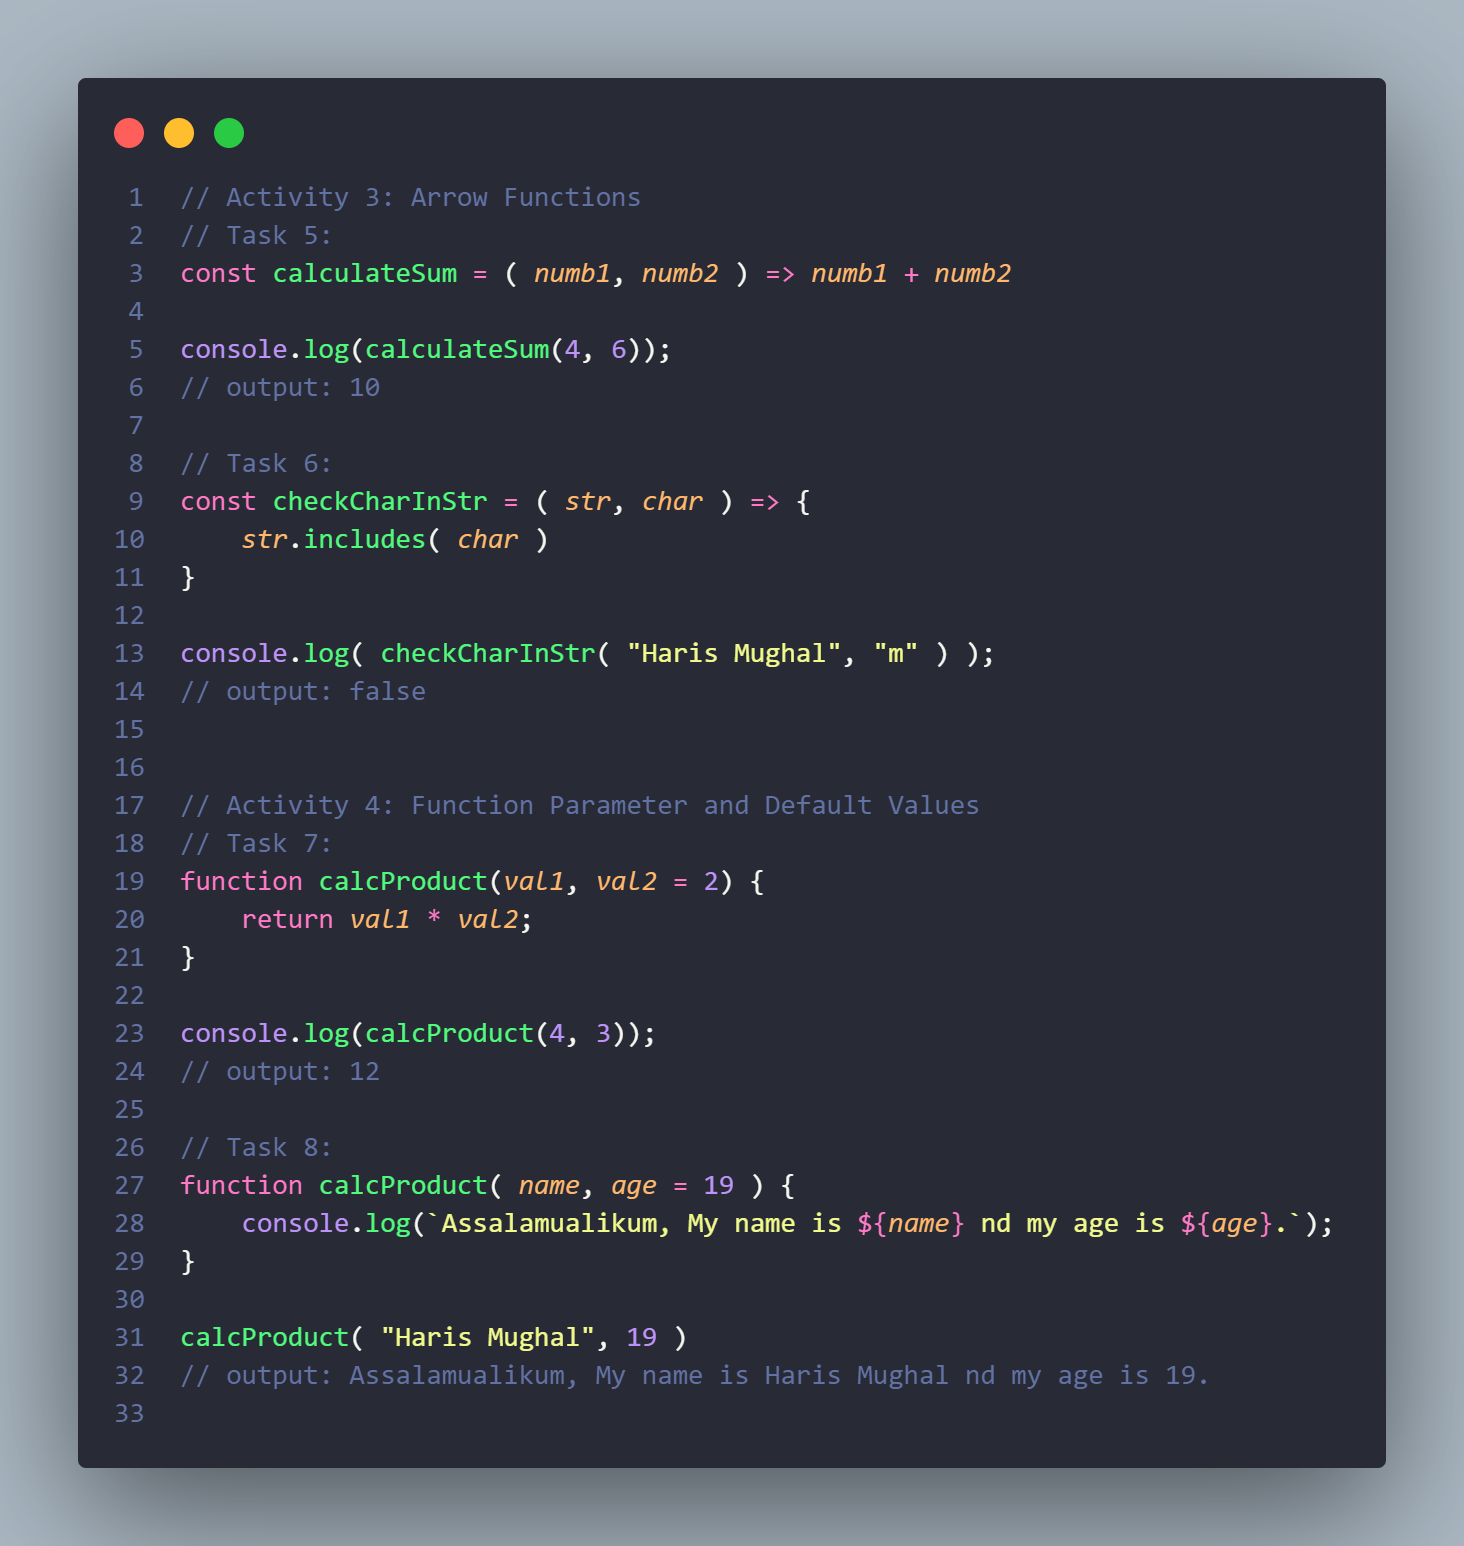 1 // Activity 3: Arrow Functions
2 // Task 5:
3 const calculateSum = ( numb1, numb2 ) => numb1 + numb2
4
5 console.log(calculateSum(4, 6));
6 // output: 10
7
8 // Task 6:
9 const checkCharInStr = ( str, char ) => {
10     str.includes( char )
11 }
12
13 console.log( checkCharInStr( "Haris Mughal", "m" ) );
14 // output: false
15
16
17 // Activity 4: Function Parameter and Default Values
18 // Task 7:
19 function calcProduct(val1, val2 = 2) {
20     return val1 * val2;
21 }
22
23 console.log(calcProduct(4, 3));
24 // output: 12
25
26 // Task 8:
27 function calcProduct( name, age = 19 ) {
28     console.log(`Assalamualikum, My name is ${name} nd my age is ${age}.`);
29 }
30
31 calcProduct( "Haris Mughal", 19 )
32 // output: Assalamualikum, My name is Haris Mughal nd my age is 19.
33